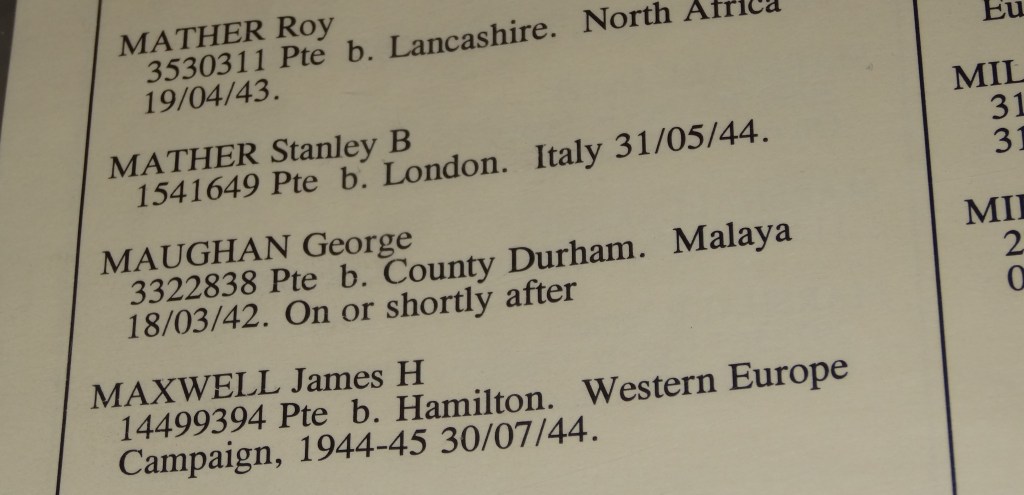 MATHER Roy
3530311 Pte b. Lancashire. North Africa
19/04/43.
MATHER Stanley B
1541649 Pte b. London. Italy 31/05/44.
MAUGHAN George
3322838 Pte b. County Durham. Malaya
18/03/42. On or shortly after
MAXWELL James H
14499394 Pte b. Hamilton. Western Europe
Campaign, 1944-45 30/07/44.